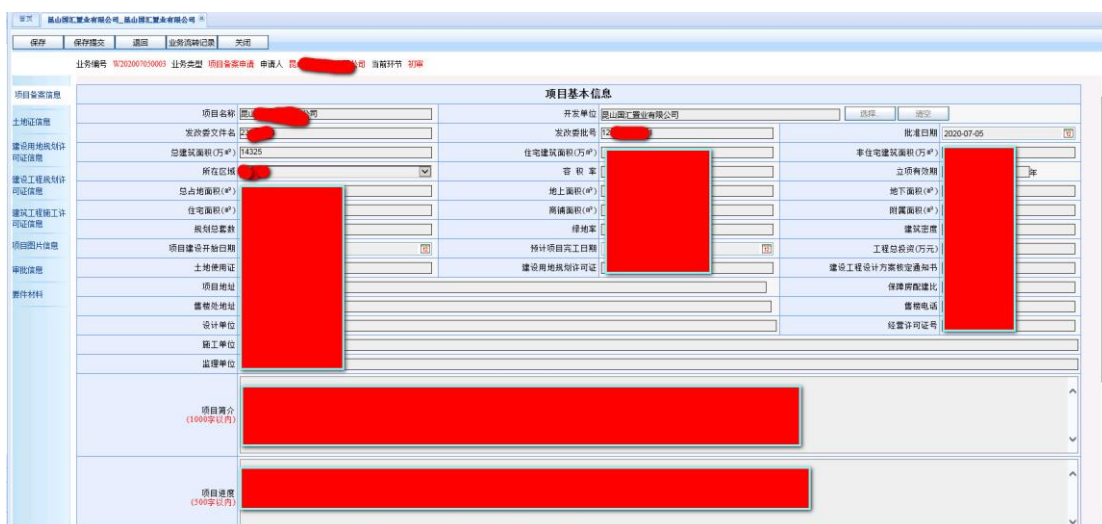 首页 昆山国汇置业有限公司_昆山国汇置业有限公司
保存 保存提交 退回 业务流转记录 关闭
业务编号 W202007050003 业务类型 项目备案申请 申请人 昆 公司 当前环节 初审
项目备案信息
土地证信息
建设用地规划许可证信息
建设工程规划许可证信息
建筑工程施工许可证信息
项目图片信息
审批信息
要件材料
项目基本信息
项目名称 昆山 司 开发单位 昆山国汇置业有限公司 选择 清空
发改委文件名 23 发改委批号 12 批准日期 2020-07-05
总建筑面积(万㎡) 14325 住宅建筑面积(万㎡) 非住宅建筑面积(万㎡)
所在区域 容 积 率 立项有效期 年
总占地面积(㎡) 地上面积(㎡) 地下面积(㎡)
住宅面积(㎡) 商铺面积(㎡) 附属面积(㎡)
规划总套数 绿地率 建筑密度
项目建设开始日期 预计项目完工日期 工程总投资(万元)
土地使用证 建设用地规划许可证 建设工程设计方案核定通知书
项目地址 保障房配建比
售楼处地址 售楼电话
设计单位 经营许可证号
施工单位
监理单位
项目简介
(1000字以内)
项目进度
(500字以内)